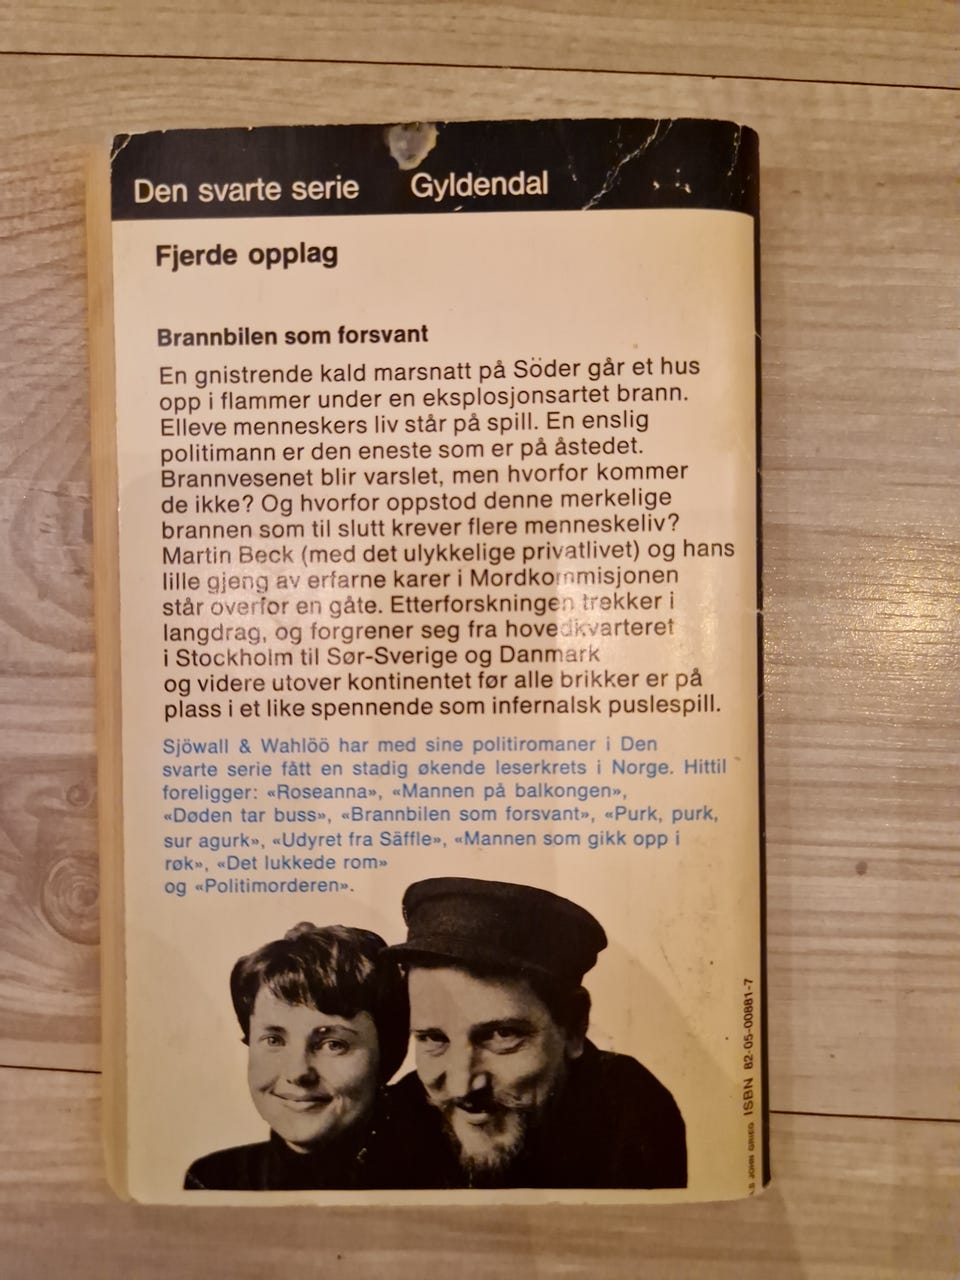 Den svarte serie Gyldendal
Fjerde opplag
Brannbilen som forsvant
En gnistrende kald marsnatt på Söder går et hus
opp i flammer under en eksplosjonsartet brann.
Elleve menneskers liv står på spill. En enslig
politimann er den eneste som er på åstedet.
Brannvesenet blir varslet, men hvorfor kommer
de ikke? Og hvorfor oppstod denne merkelige
brannen som til slutt krever flere menneskeliv?
Martin Beck (med det ulykkelige privatlivet) og hans
lille gjeng av erfarne karer i Mordkommisjonen
står overfor en gåte. Etterforskningen trekker i
langdrag, og forgrener seg fra hovedkvarteret
i Stockholm til Sør-Sverige og Danmark
og videre utover kontinentet før alle brikker er på
plass i et like spennende som infernalsk puslespill.
Sjöwall & Wahlöö har med sine politiromaner i Den
svarte serie fått en stadig økende leserkrets i Norge. Hittil
foreligger: «Roseanna», «Mannen på balkongen»,
«Døden tar buss», «Brannbilen som forsvant», «Purk, purk,
sur agurk», «Udyret fra Säffle», «Mannen som gikk opp i
røk», «Det lukkede rom»
og «Politimorderen».
JOHN GRIEG ISBN 82-05-00881-7